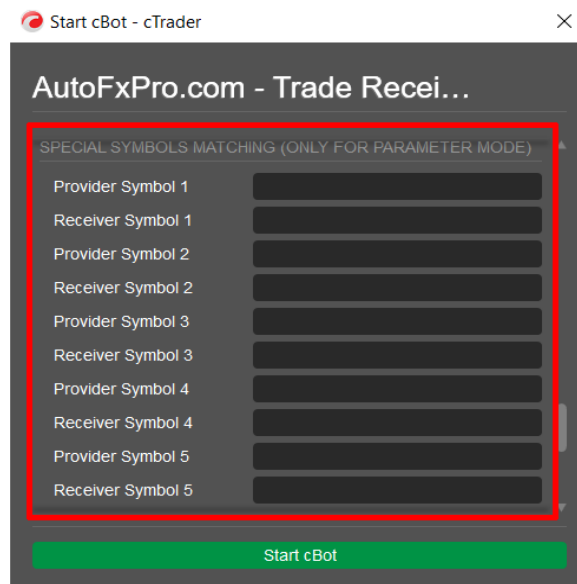 Start cBot - cTrader
AutoFxPro.com - Trade Recei...
SPECIAL SYMBOLS MATCHING (ONLY FOR PARAMETER MODE)
Provider Symbol 1
Receiver Symbol 1
Provider Symbol 2
Receiver Symbol 2
Provider Symbol 3
Receiver Symbol 3
Provider Symbol 4
Receiver Symbol 4
Provider Symbol 5
Receiver Symbol 5
Start cBot